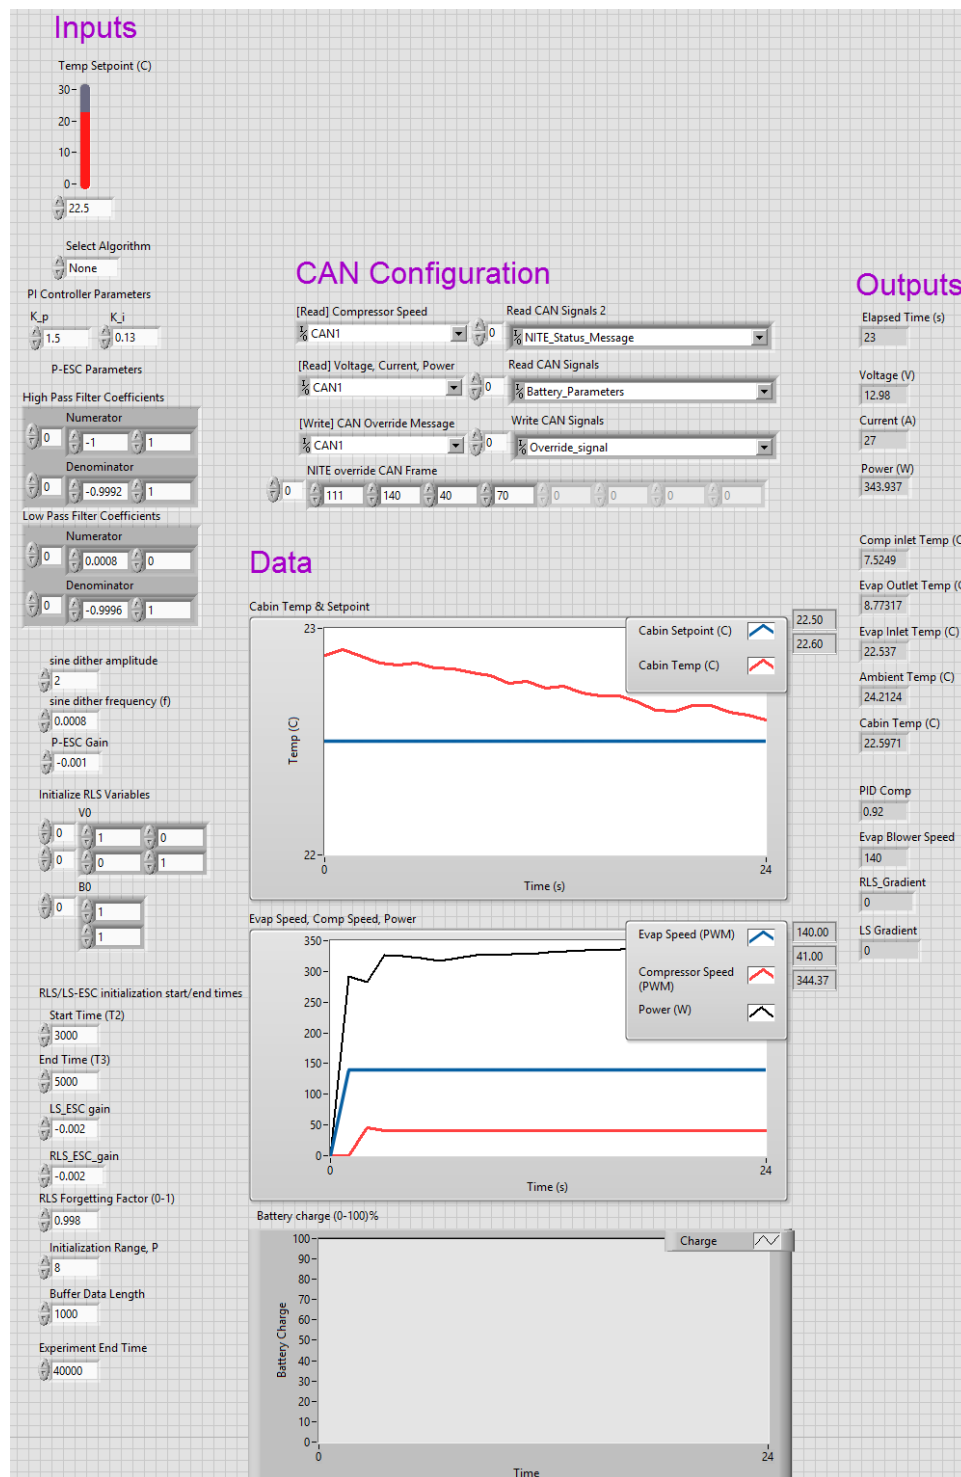 Inputs
Temp Setpoint (C)
30
20
10
0
22.5
Select Algorithm
None
PI Controller Parameters
K_p K_i
1.5 0.13
P-ESC Parameters
High Pass Filter Coefficients
Numerator
0 -1 1
Denominator
0 -0.9992 1
Low Pass Filter Coefficients
Numerator
0 0.0008 0
Denominator
0 -0.9996 1
sine dither amplitude
2
sine dither frequency (f)
0.0008
P-ESC Gain
-0.001
Initialize RLS Variables
V0
0 1 0
0 0 1
B0
0 1
1
RLS/LS-ESC initialization start/end times
Start Time (T2)
3000
End Time (T3)
5000
LS_ESC gain
-0.002
RLS_ESC_gain
-0.002
RLS Forgetting Factor (0-1)
0.998
Initialization Range, P
8
Buffer Data Length
1000
Experiment End Time
40000
CAN Configuration
[Read] Compressor Speed Read CAN Signals 2
CAN1 0 NITE_Status_Message
[Read] Voltage, Current, Power Read CAN Signals
CAN1 0 Battery_Parameters
[Write] CAN Override Message Write CAN Signals
CAN1 0 Override_signal
NITE override CAN Frame
0 111 140 40 70 0 0 0 0
Data
Cabin Temp & Setpoint
23
22
Temp (C)
0 24
Time (s)
Cabin Setpoint (C) 22.50
Cabin Temp (C) 22.60
Evap Speed, Comp Speed, Power
350
300
250
200
150
100
50
0
0 24
Time (s)
Evap Speed (PWM) 140.00
Compressor Speed (PWM) 41.00
Power (W) 344.37
Battery charge (0-100)%
Charge
100
90
80
70
60
50
40
30
20
10
0
Battery Charge
0 24
Time
Outputs
Elapsed Time (s)
23
Voltage (V)
12.98
Current (A)
27
Power (W)
343.937
Comp inlet Temp (C
7.5249
Evap Outlet Temp (C
8.77317
Evap Inlet Temp (C)
22.537
Ambient Temp (C)
24.2124
Cabin Temp (C)
22.5971
PID Comp
0.92
Evap Blower Speed
140
RLS_Gradient
0
LS Gradient
0